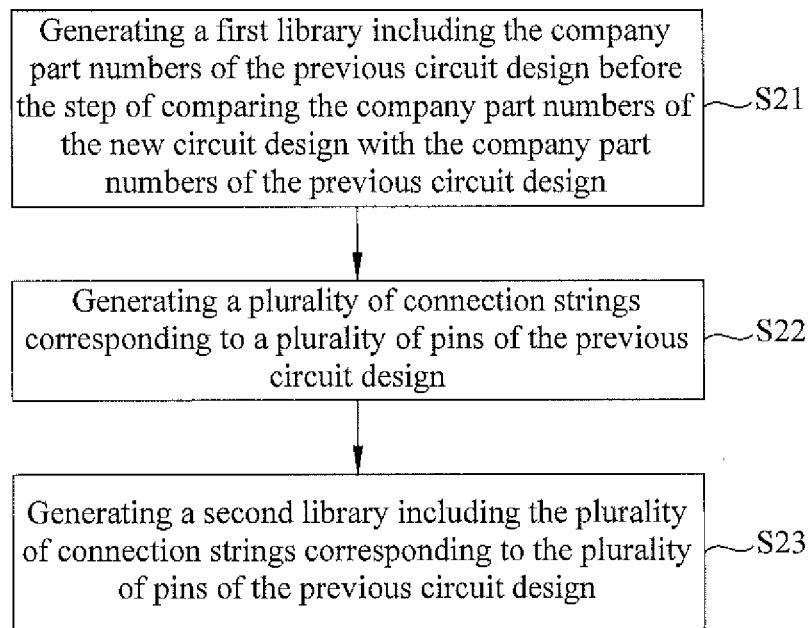 Generating a first library including the company
part numbers of the previous circuit design before
the step of comparing the company part numbers of
the new circuit design with the company part
numbers of the previous circuit design
S21
Generating a plurality of connection strings
corresponding to a plurality of pins of the previous
circuit design
S22
Generating a second library including the plurality
of connection strings corresponding to the plurality
of pins of the previous circuit design
S23